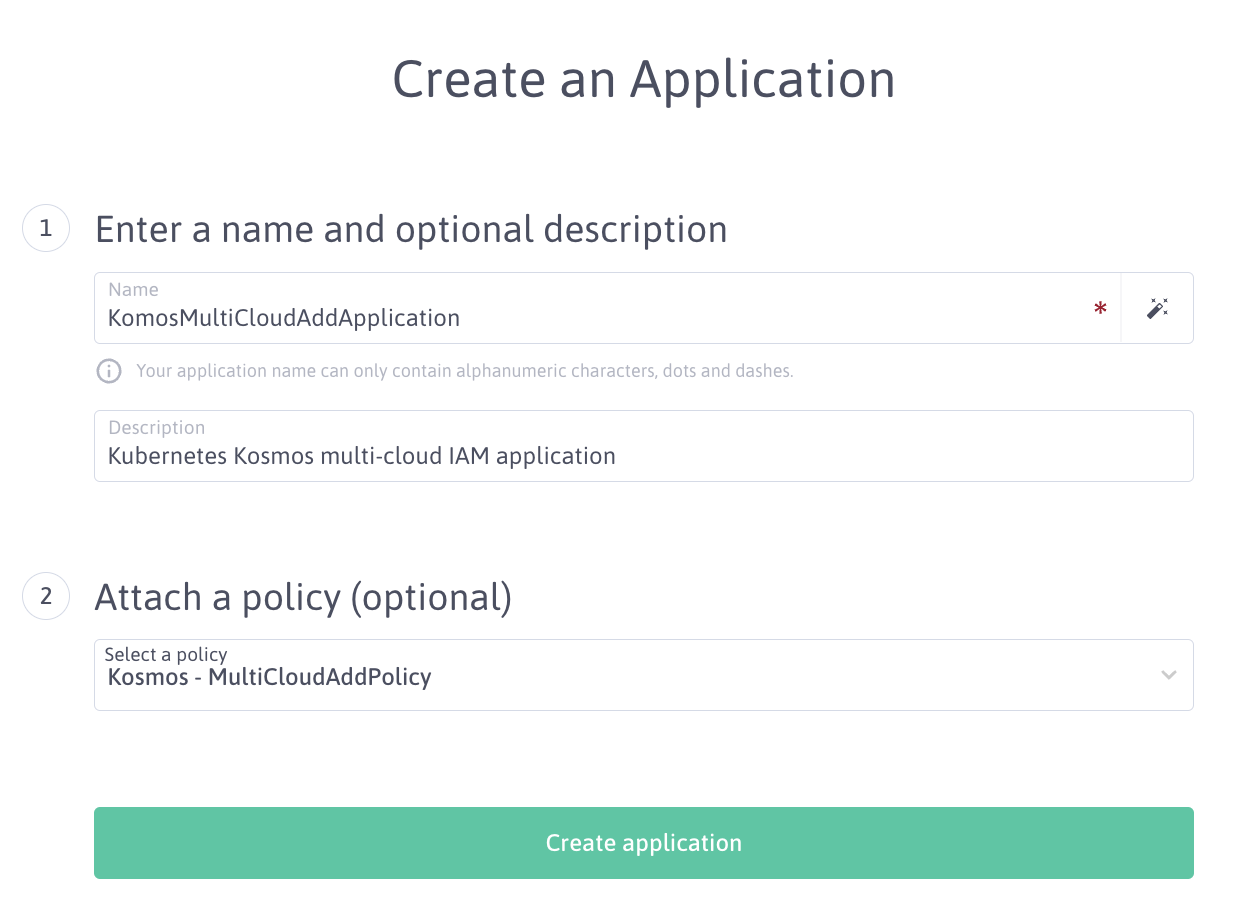 Create an Application
1
Enter a name and optional description
Name
KomosMultiCloudAddApplication
*
Your application name can only contain alphanumeric characters, dots and dashes.
Description
Kubernetes Kosmos multi-cloud IAM application
2
Attach a policy (optional)
Select a policy
Kosmos - MultiCloudAddPolicy
Create application